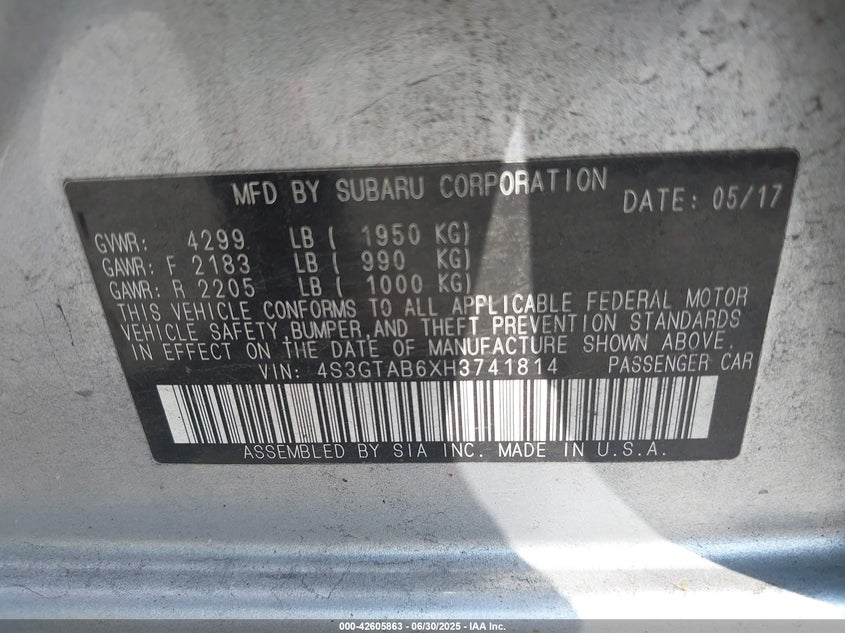 MFD BY SUBARU CORPORATION DATE: 05/17
GVWR: 4299 LB ( 1950 KG)
GAWR: F 2183 LB ( 990 KG)
GAWR: R 2205 LB ( 1000 KG)
THIS VEHICLE CONFORMS TO ALL APPLICABLE FEDERAL MOTOR
VEHICLE SAFETY, BUMPER, AND THEFT PREVENTION STANDARDS
IN EFFECT ON THE DATE OF MANUFACTURE SHOWN ABOVE.
VIN: 4S3GTAB6XH3741814 PASSENGER CAR
ASSEMBLED BY SIA INC. MADE IN U.S.A.
000-42605863 - 06/30/2025 - IAA Inc.